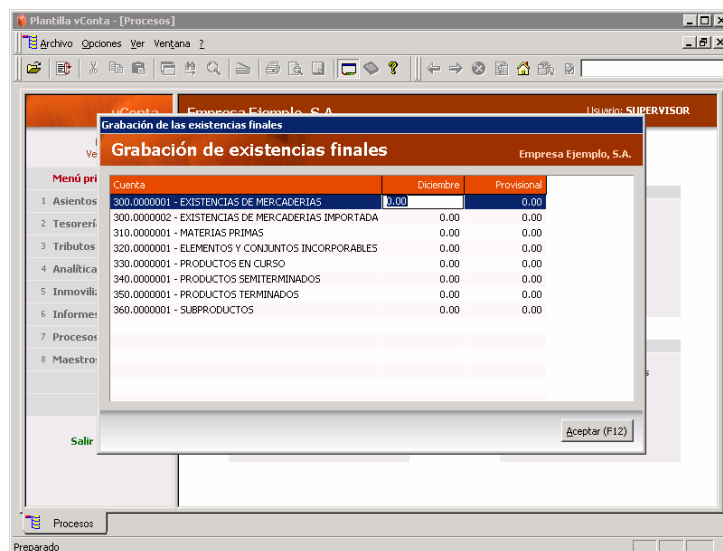 Plantilla vConta - [Procesos]
Archivo Opciones Ver Ventana ?
vConta
Empresa Ejemplo, S.A.
Usuario: SUPERVISOR
Grabación de las existencias finales
Grabación de existencias finales
Empresa Ejemplo, S.A.
Ve
Menú pri
1 Asientos
2 Tesorerí
3 Tributos
4 Analítica
5 Inmovili
6 Informes
7 Procesos
8 Maestro
Salir
Cuenta Diciembre Provisional
300.0000001 - EXISTENCIAS DE MERCADERIAS 0.00 0.00
300.0000002 - EXISTENCIAS DE MERCADERIAS IMPORTADA 0.00 0.00
310.0000001 - MATERIAS PRIMAS 0.00 0.00
320.0000001 - ELEMENTOS Y CONJUNTOS INCORPORABLES 0.00 0.00
330.0000001 - PRODUCTOS EN CURSO 0.00 0.00
340.0000001 - PRODUCTOS SEMITERMINADOS 0.00 0.00
350.0000001 - PRODUCTOS TERMINADOS 0.00 0.00
360.0000001 - SUBPRODUCTOS 0.00 0.00
Aceptar (F12)
Procesos
Preparado